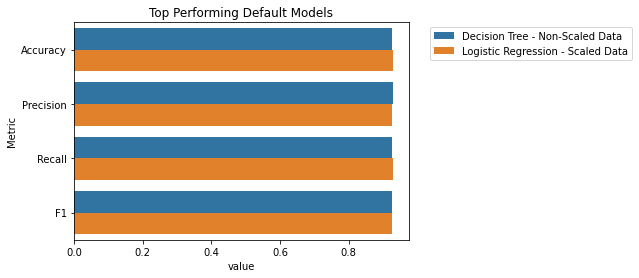 Top Performing Default Models
Decision Tree - Non-Scaled Data
Logistic Regression - Scaled Data
Metric
Accuracy
Precision
Recall
F1
0.0 0.2 0.4 0.6 0.8
value